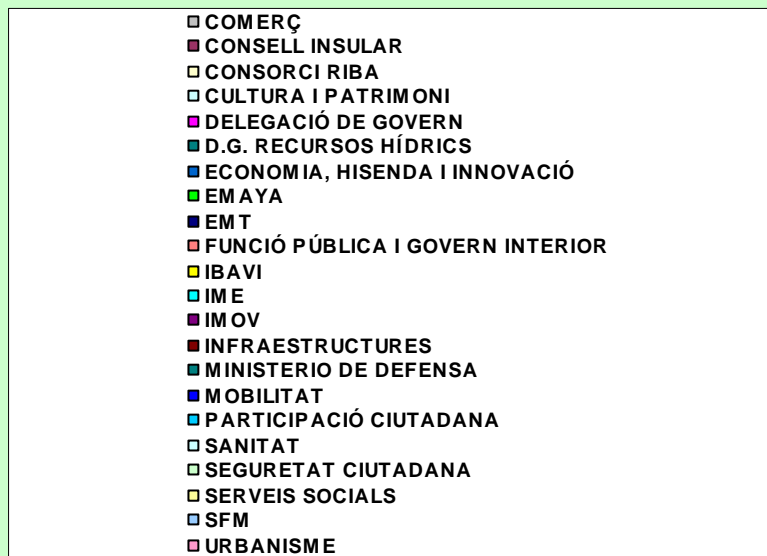 COMERÇ
CONSELL INSULAR
CONSORCI RIBA
CULTURA I PATRIMONI
DELEGACIÓ DE GOVERN
D.G. RECURSOS HÍDRICS
ECONOMIA, HISENDA I INNOVACIÓ
EMAYA
EMT
FUNCIÓ PÚBLICA I GOVERN INTERIOR
IBAVI
IME
IMOV
INFRAESTRUCTURES
MINISTERIO DE DEFENSA
MOBILITAT
PARTICIPACIÓ CIUTADANA
SANITAT
SEGURETAT CIUTADANA
SERVEIS SOCIALS
SFM
URBANISME